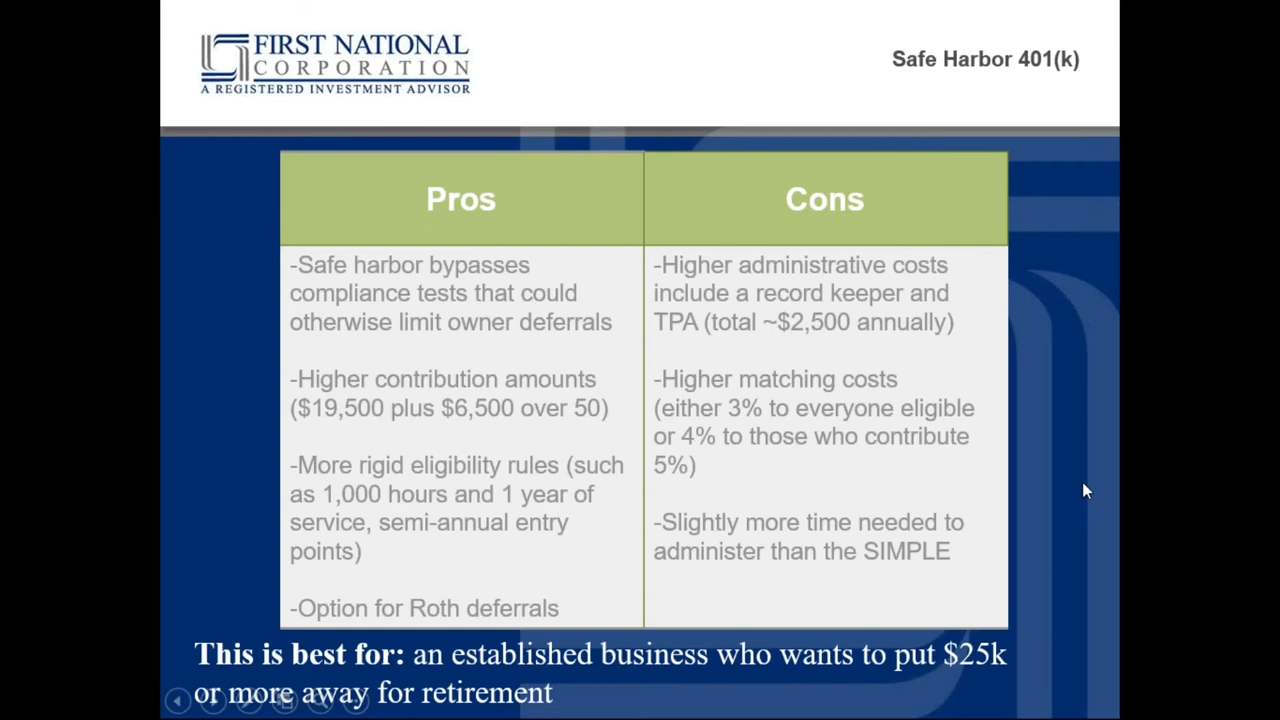 FIRST NATIONAL
CORPORATION
A REGISTERED INVESTMENT ADVISOR
Safe Harbor 401(k)
Pros
-Safe harbor bypasses
compliance tests that could
otherwise limit owner deferrals
-Higher contribution amounts
($19,500 plus $6,500 over 50)
-More rigid eligibility rules (such
as 1,000 hours and 1 year of
service, semi-annual entry
points)
-Option for Roth deferrals
Cons
-Higher administrative costs
include a record keeper and
TPA (total ~$2,500 annually)
-Higher matching costs
(either 3% to everyone eligible
or 4% to those who contribute
5%)
-Slightly more time needed to
administer than the SIMPLE
This is best for: an established business who wants to put $25k
or more away for retirement